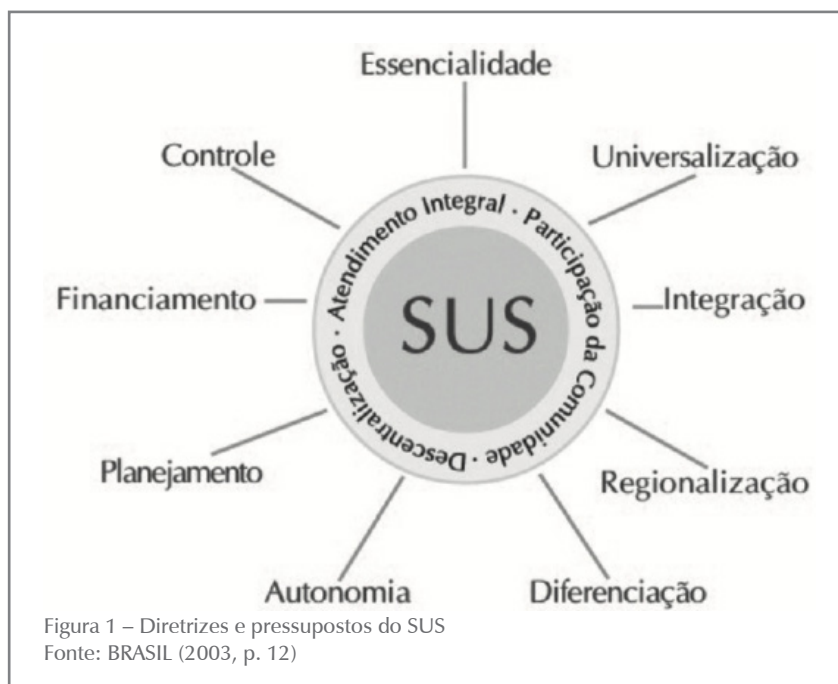 Essencialidade
Controle
Universalização
Atendimento Integral · Participação da Comunidade · Descentralização ·
SUS
Financiamento
Integração
Planejamento
Regionalização
Autonomia
Diferenciação
Figura 1 – Diretrizes e pressupostos do SUS
Fonte: BRASIL (2003, p. 12)